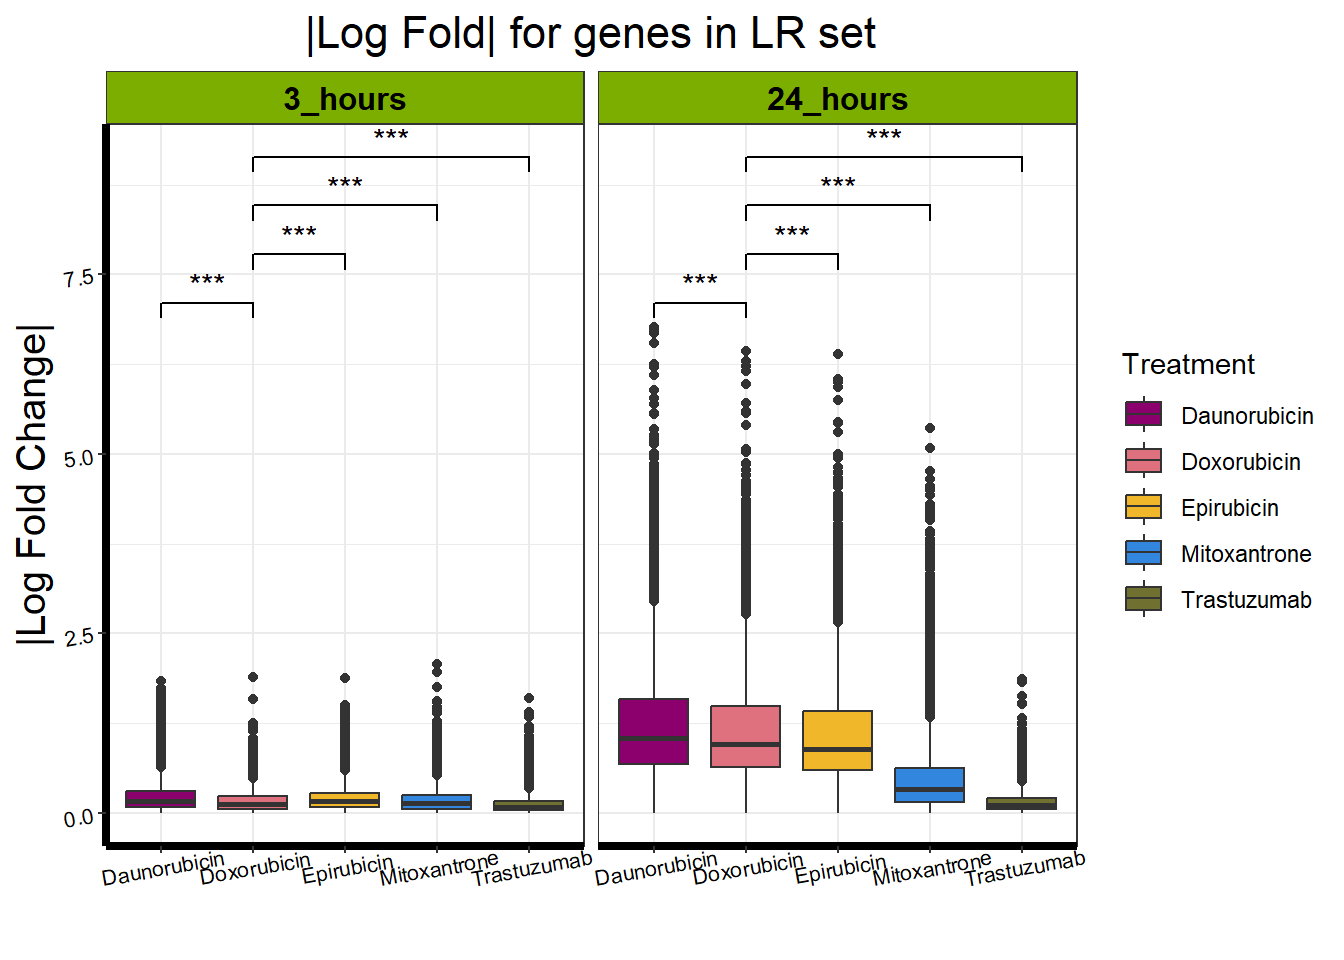 |Log Fold| for genes in LR set
3_hours
24_hours
***
***
***
***
***
***
***
***
|Log Fold Change|
7.5
5.0
2.5
0.0
Daunorubicin
Doxorubicin
Epirubicin
Mitoxantrone
Trastuzumab
Daunorubicin
Doxorubicin
Epirubicin
Mitoxantrone
Trastuzumab
Treatment
Daunorubicin
Doxorubicin
Epirubicin
Mitoxantrone
Trastuzumab